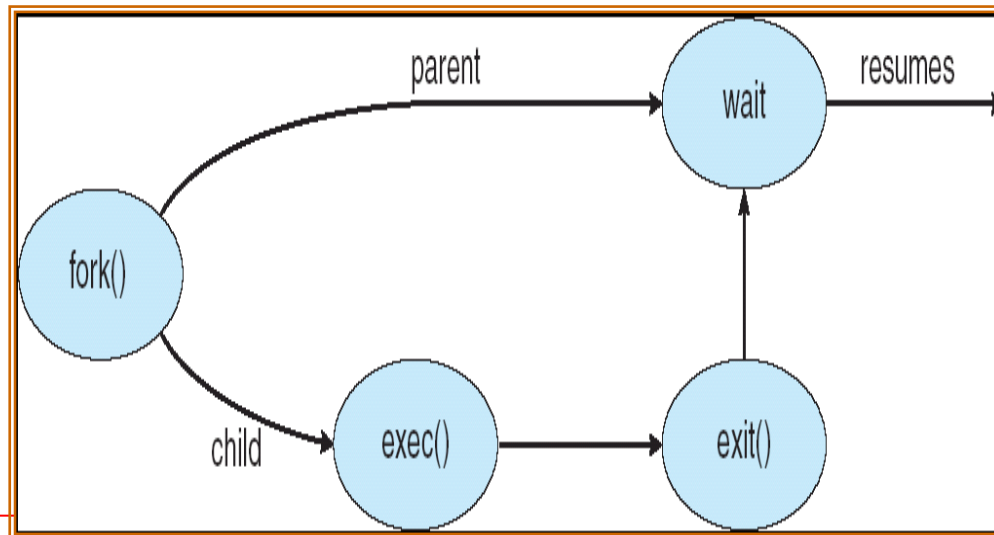 parent
resumes
wait
fork()
child
exec()
exit()